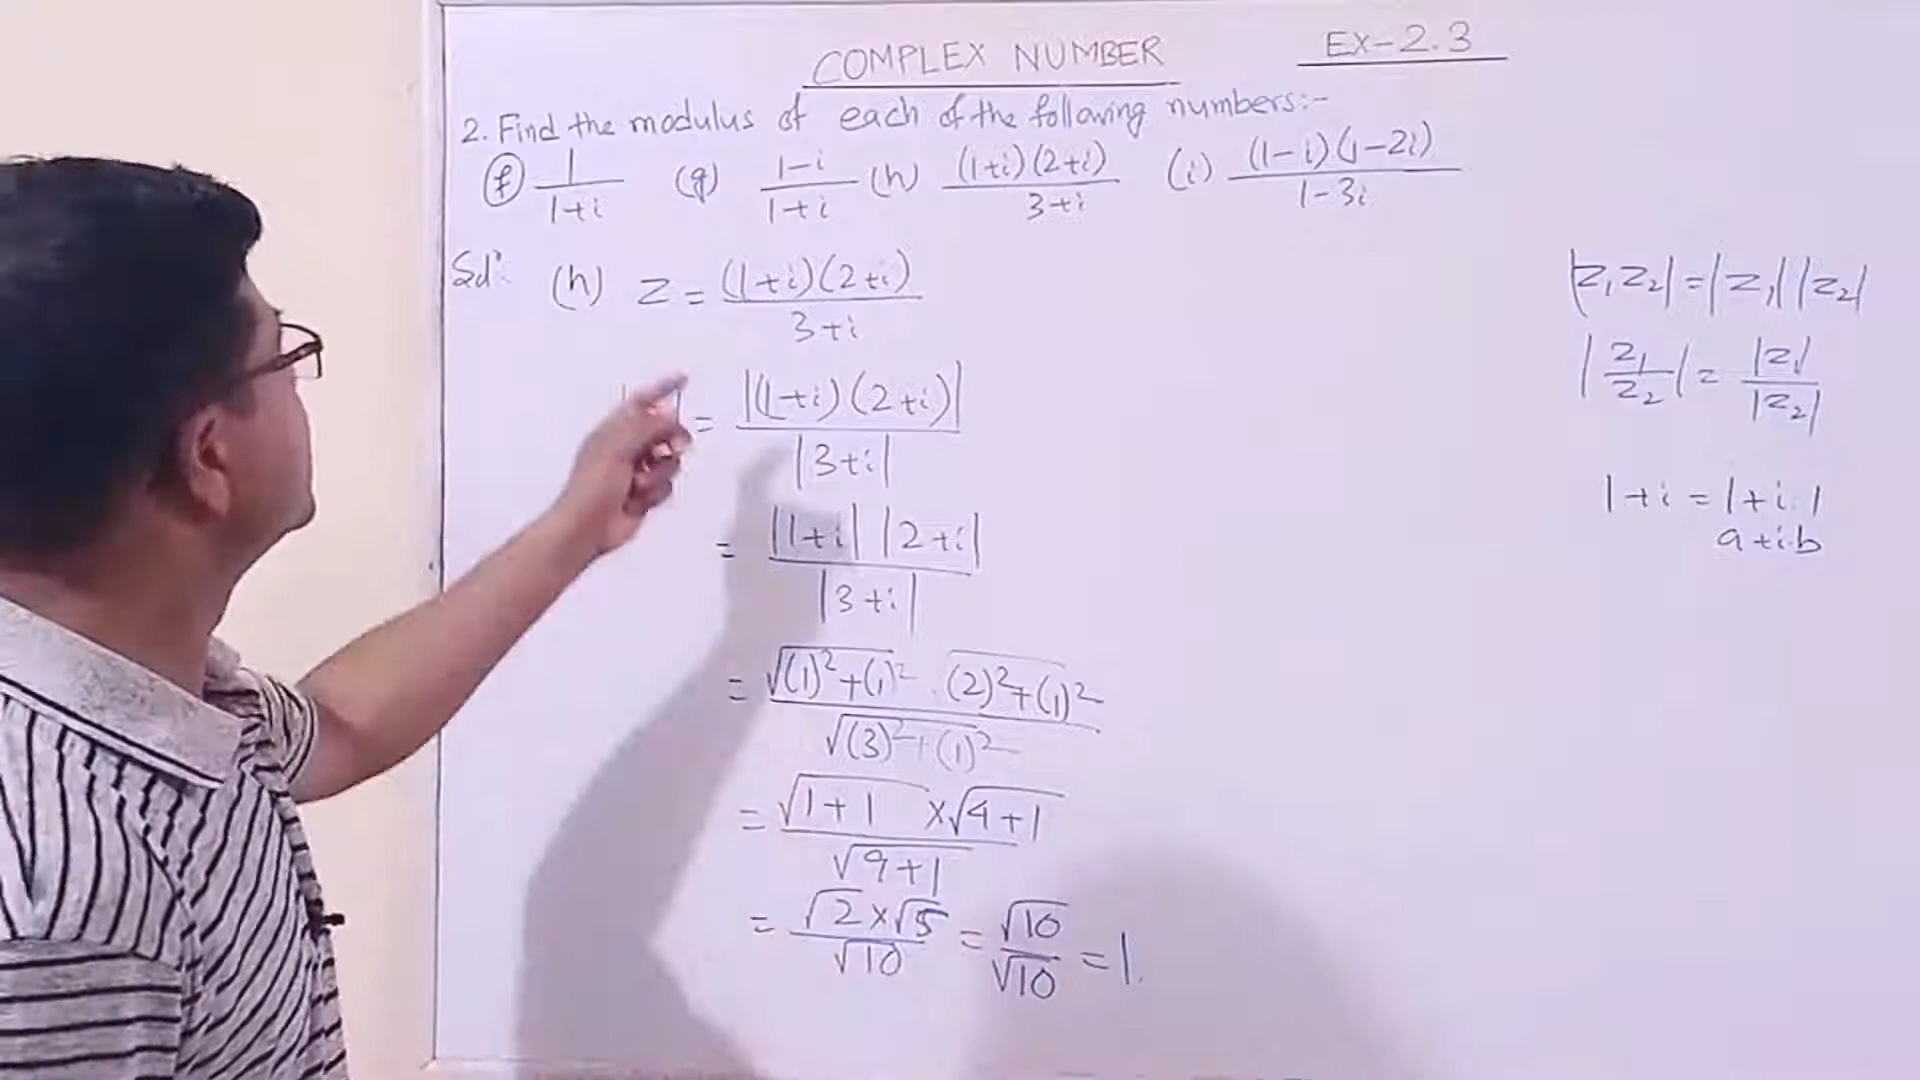 COMPLEX NUMBER
EX-2.3
2. Find the modulus of each of the following numbers:-
(f) 1/(1+i) (g) (1-i)/(1+i) (h) (1+i)(2+i)/(3+i) (i) (1-i)(1-2i)/(1-3i)
Solⁿ: (h) z = (1+i)(2+i)/(3+i)
= |(1+i)(2+i)|/|3+i|
= |1+i| |2+i|/|3+i|
= √(1)²+(1)² . (2)²+(1)²/√(3)²+(1)²
= √1+1 × √4+1/√9+1
= √2×√5/√10 = √10/√10 = 1.
|z₁z₂| = |z₁| |z₂|
|z₁/z₂| = |z₁|/|z₂|
1+i = 1+i.1
a+i.b